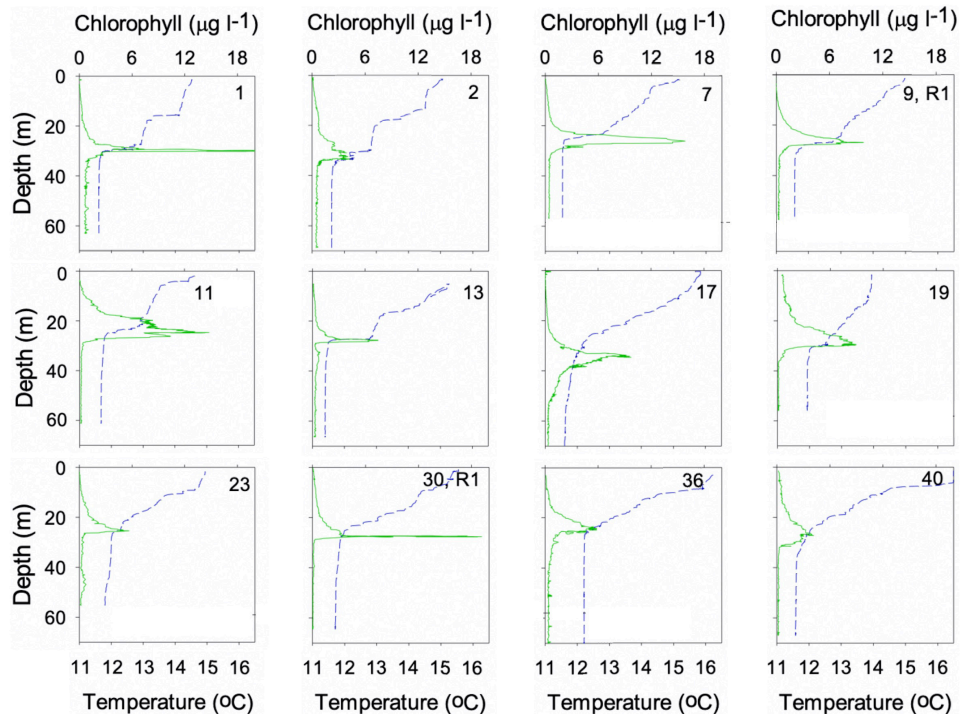 Chlorophyll (µg l-1) Chlorophyll (µg l-1) Chlorophyll (µg l-1) Chlorophyll (µg l-1)
0 6 12 18 0 6 12 18 0 6 12 18 0 6 12 18
0
20
40
60
Depth (m)
1 2 7 9, R1
0
20
40
60
Depth (m)
11 13 17 19
0
20
40
60
Depth (m)
23 30, R1 36 40
11 12 13 14 15 16 11 12 13 14 15 16 11 12 13 14 15 16 11 12 13 14 15 16
Temperature (oC) Temperature (oC) Temperature (oC) Temperature (oC)